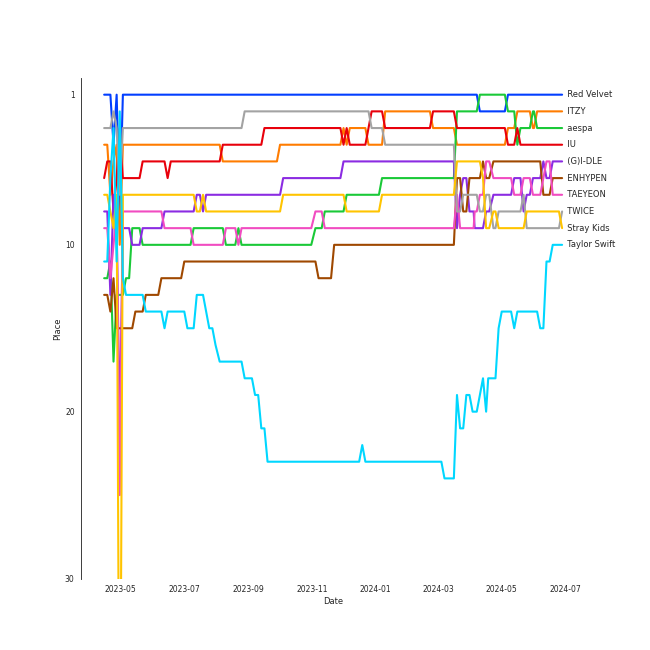 1
10
20
30
Place
2023-05
2023-07
2023-09
2023-11
2024-01
2024-03
2024-05
2024-07
Date
Red Velvet
ITZY
aespa
IU
(G)I-DLE
ENHYPEN
TAEYEON
TWICE
Stray Kids
Taylor Swift